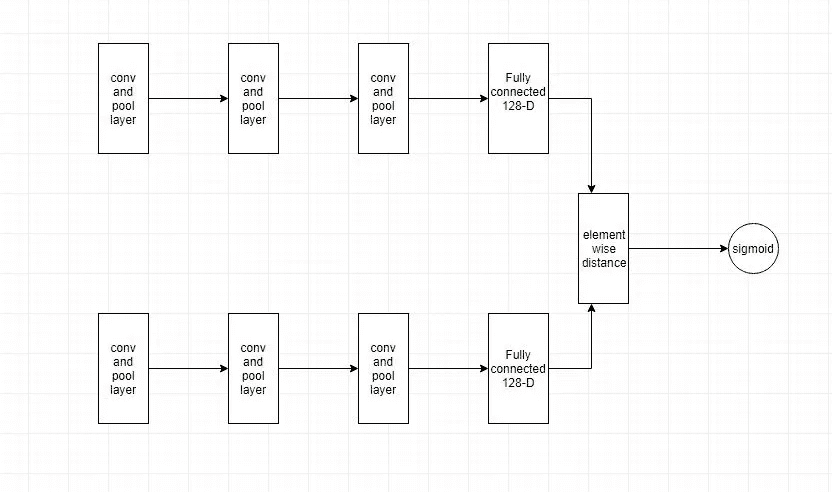 conv
and
pool
layer
conv
and
pool
layer
conv
and
pool
layer
Fully
connected
128-D
element
wise
distance
sigmoid
conv
and
pool
layer
conv
and
pool
layer
conv
and
pool
layer
Fully
connected
128-D